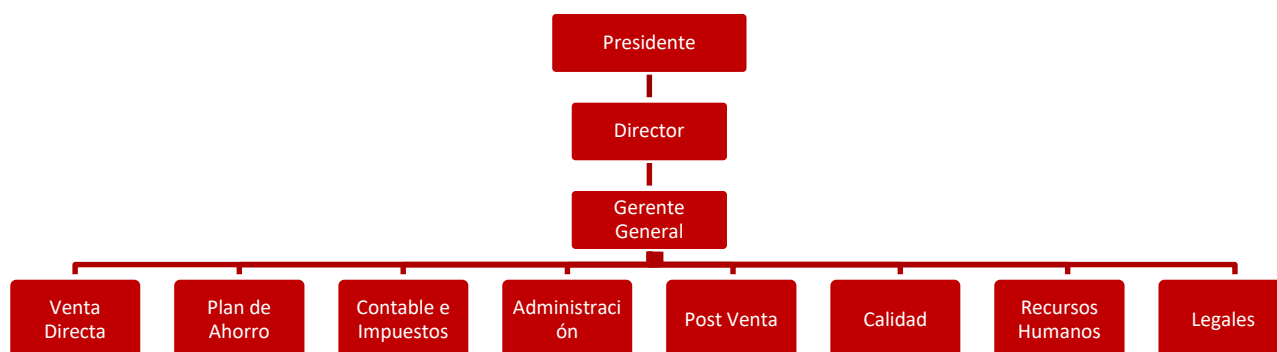 Presidente
Director
Gerente
General
Venta
Directa
Plan de
Ahorro
Contable e
Impuestos
Administraci
ón
Post Venta
Calidad
Recursos
Humanos
Legales